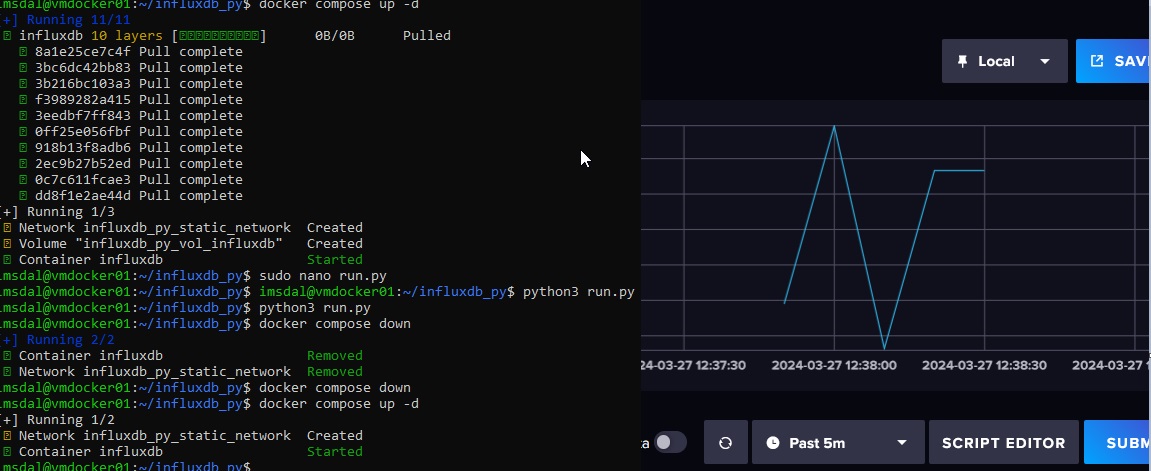 imsdal@vmdocker01:~/influxdb_py$ docker compose up -d
[+] Running 11/11
influxdb 10 layers [ ] 0B/0B Pulled
8a1e25ce7c4f Pull complete
3bc6dc42bb83 Pull complete
3b216bc103a3 Pull complete
f3989282a415 Pull complete
3eedbf7ff843 Pull complete
0ff25e056fbf Pull complete
918b13f8adb6 Pull complete
2ec9b27b52ed Pull complete
0c7c611fcae3 Pull complete
dd8f1e2ae44d Pull complete
[+] Running 1/3
Network influxdb_py_static_network Created
Volume "influxdb_py_vol_influxdb" Created
Container influxdb Started
imsdal@vmdocker01:~/influxdb_py$ sudo nano run.py
imsdal@vmdocker01:~/influxdb_py$ imsdal@vmdocker01:~/influxdb_py$ python3 run.py
imsdal@vmdocker01:~/influxdb_py$ python3 run.py
imsdal@vmdocker01:~/influxdb_py$ docker compose down
[+] Running 2/2
Container influxdb Removed
Network influxdb_py_static_network Removed
imsdal@vmdocker01:~/influxdb_py$ docker compose down
imsdal@vmdocker01:~/influxdb_py$ docker compose up -d
[+] Running 1/2
Network influxdb_py_static_network Created
Container influxdb Started
imsdal@vmdocker01:~/influxdb_py$
Local
SAV
24-03-27 12:37:30
2024-03-27 12:38:00
2024-03-27 12:38:30
2024-03-27 1
ta
Past 5m
SCRIPT EDITOR
SUBM